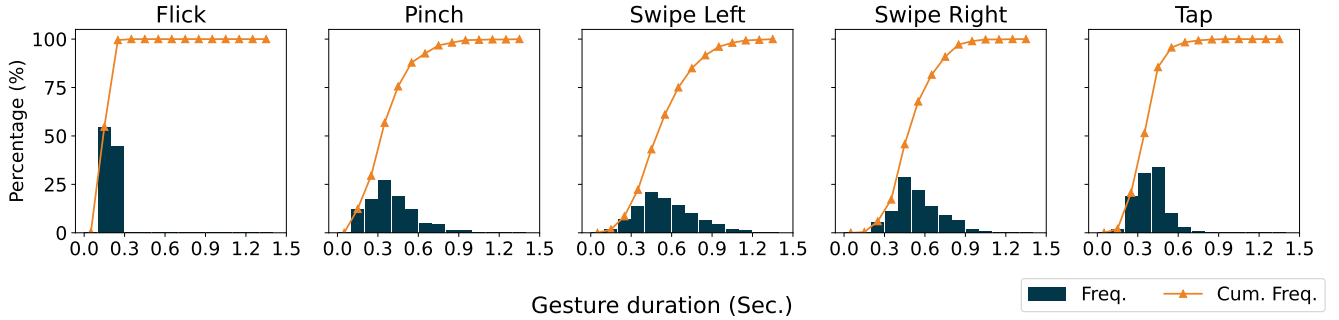 Flick Pinch Swipe Left Swipe Right Tap
Percentage (%)
100
75
50
25
0
0.0 0.3 0.6 0.9 1.2 1.5 0.0 0.3 0.6 0.9 1.2 1.5 0.0 0.3 0.6 0.9 1.2 1.5 0.0 0.3 0.6 0.9 1.2 1.5 0.0 0.3 0.6 0.9 1.2 1.5
Gesture duration (Sec.)
Freq. Cum. Freq.